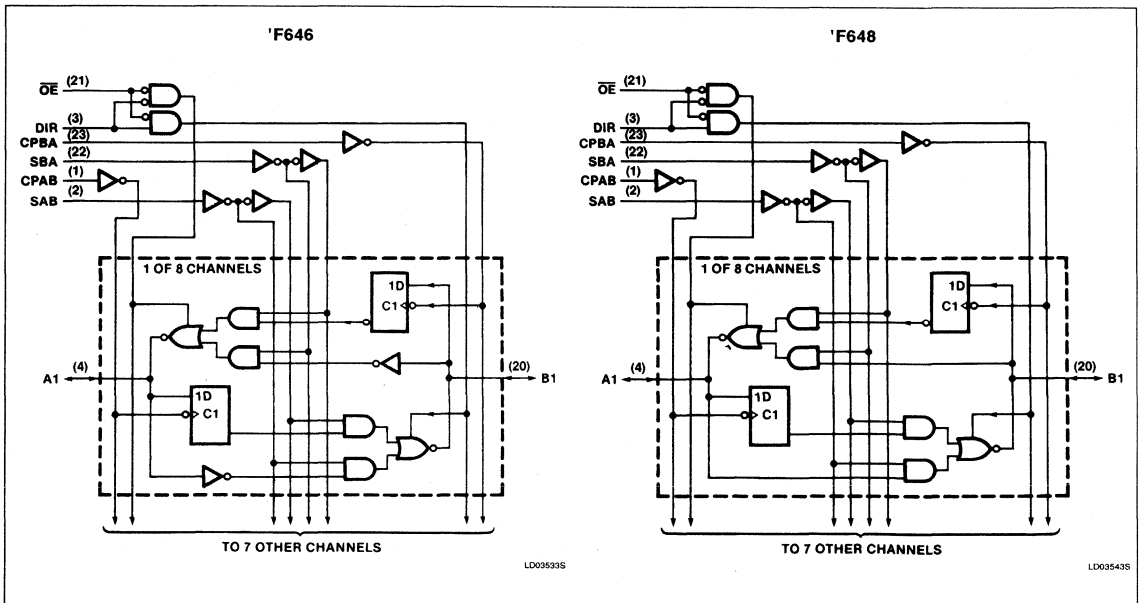 'F646
OE (21)
DIR (3)
CPBA (23)
SBA (22)
CPAB (1)
SAB (2)
1 OF 8 CHANNELS
1D
C1
A1 (4)
(20) B1
1D
C1
TO 7 OTHER CHANNELS
LD03533S
'F648
OE (21)
DIR (3)
CPBA (23)
SBA (22)
CPAB (1)
SAB (2)
1 OF 8 CHANNELS
1D
C1
A1 (4)
(20) B1
1D
C1
TO 7 OTHER CHANNELS
LD03543S